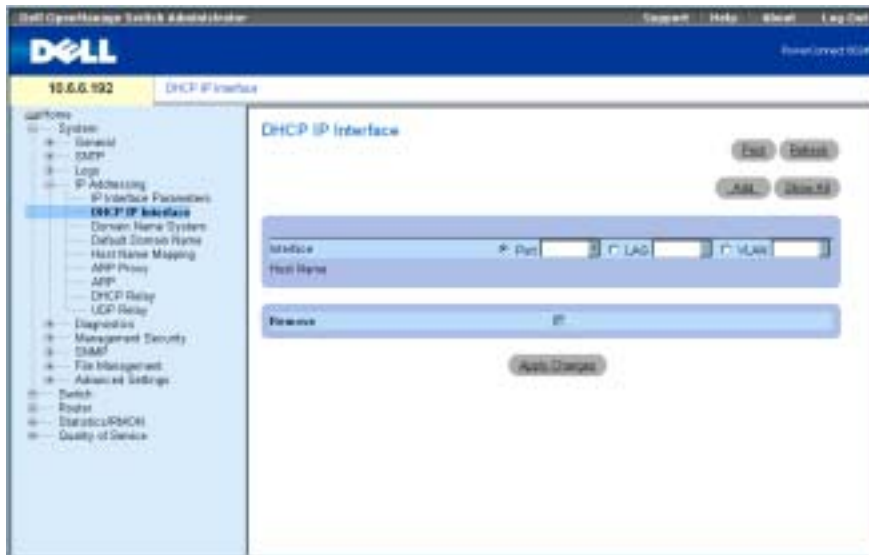 Dell OpenManage Switch Administrator
Support Help About Log Out
DELL
PowerConnect
10.6.6.192
DHCP IP Interface
Home
System
General
SNTP
Logs
IP Addressing
IP Interface Parameters
DHCP IP Interface
Domain Name System
Default Domain Name
Host Name Mapping
ARP Proxy
ARP
DHCP Relay
UDP Relay
Diagnostics
Management Security
SNMP
File Management
Advanced Settings
Switch
Router
Statistics/RMON
Quality of Service
DHCP IP Interface
Print Refresh
Add Show All
Interface Port LAG VLAN
Host Name
Remove
Apply Changes